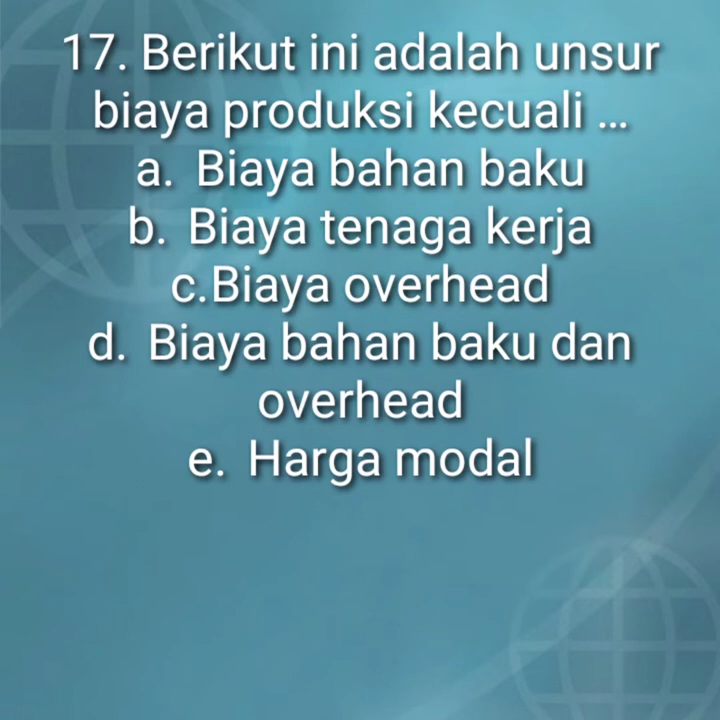 17. Berikut ini adalah unsur
biaya produksi kecuali ...
a. Biaya bahan baku
b. Biaya tenaga kerja
c.Biaya overhead
d. Biaya bahan baku dan
overhead
e. Harga modal